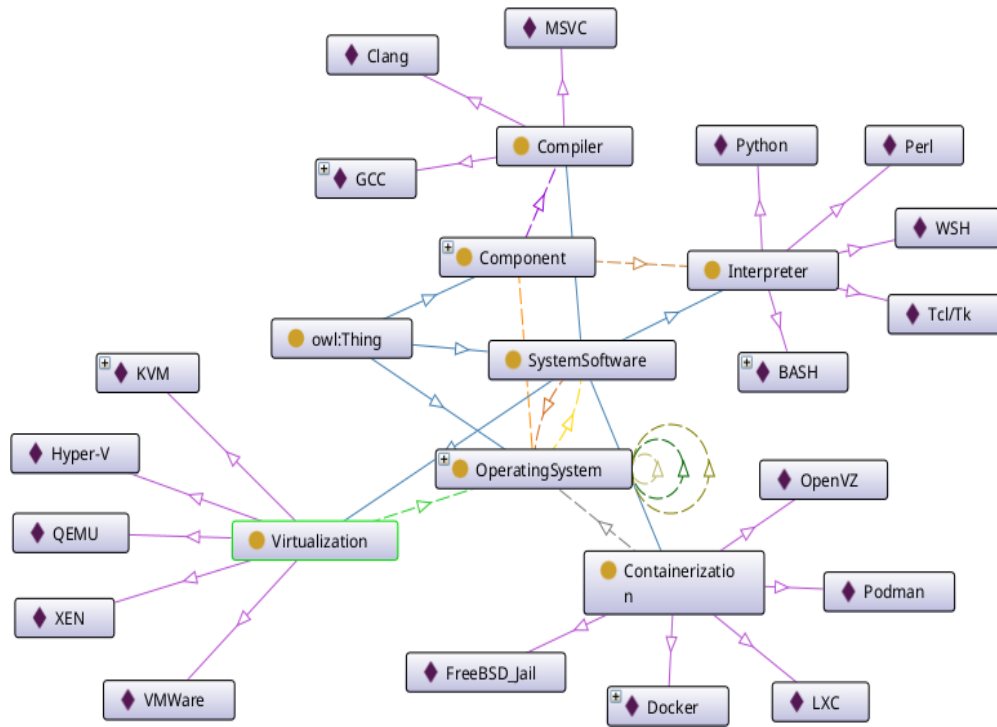 MSVC
Clang
Compiler
Python
Perl
GCC
WSH
Component
Interpreter
Tcl/Tk
owl:Thing
SystemSoftware
KVM
BASH
Hyper-V
OperatingSystem
OpenVZ
QEMU
Virtualization
Containerizatio
n
Podman
XEN
FreeBSD_Jail
VMWare
Docker
LXC